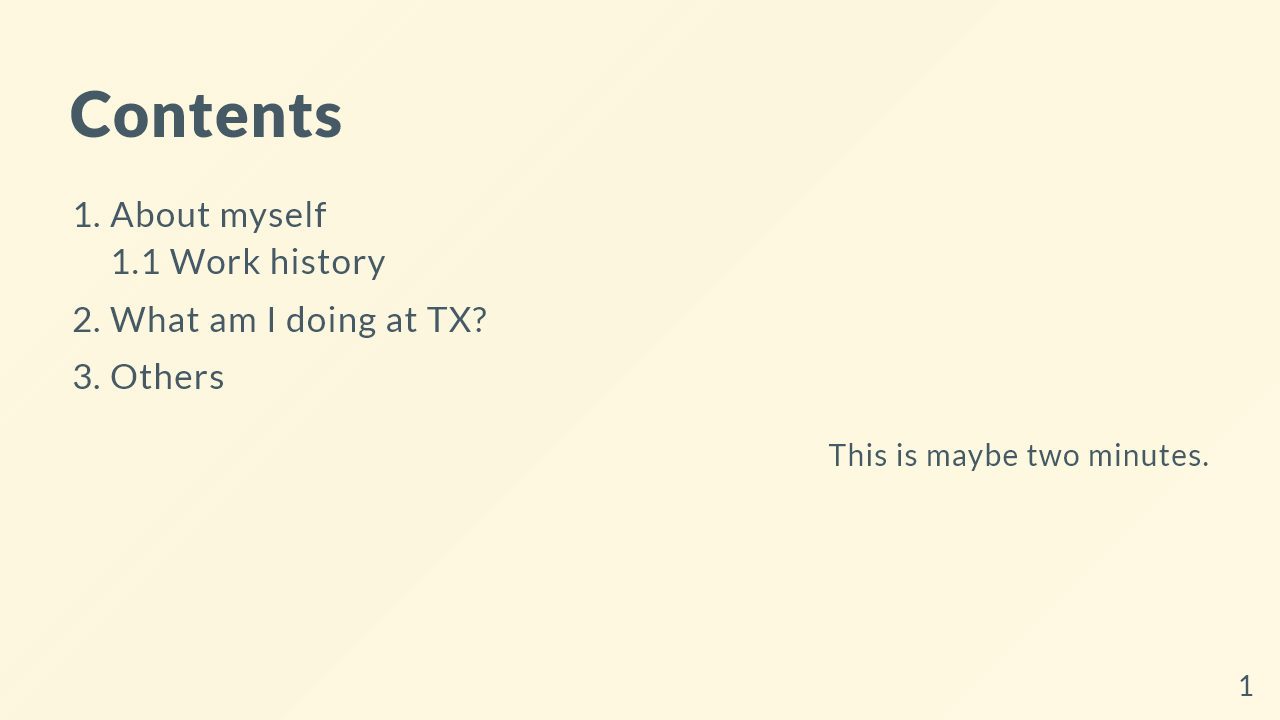 Contents
1. About myself
1.1 Work history
2. What am I doing at TX?
3. Others
This is maybe two minutes.
1